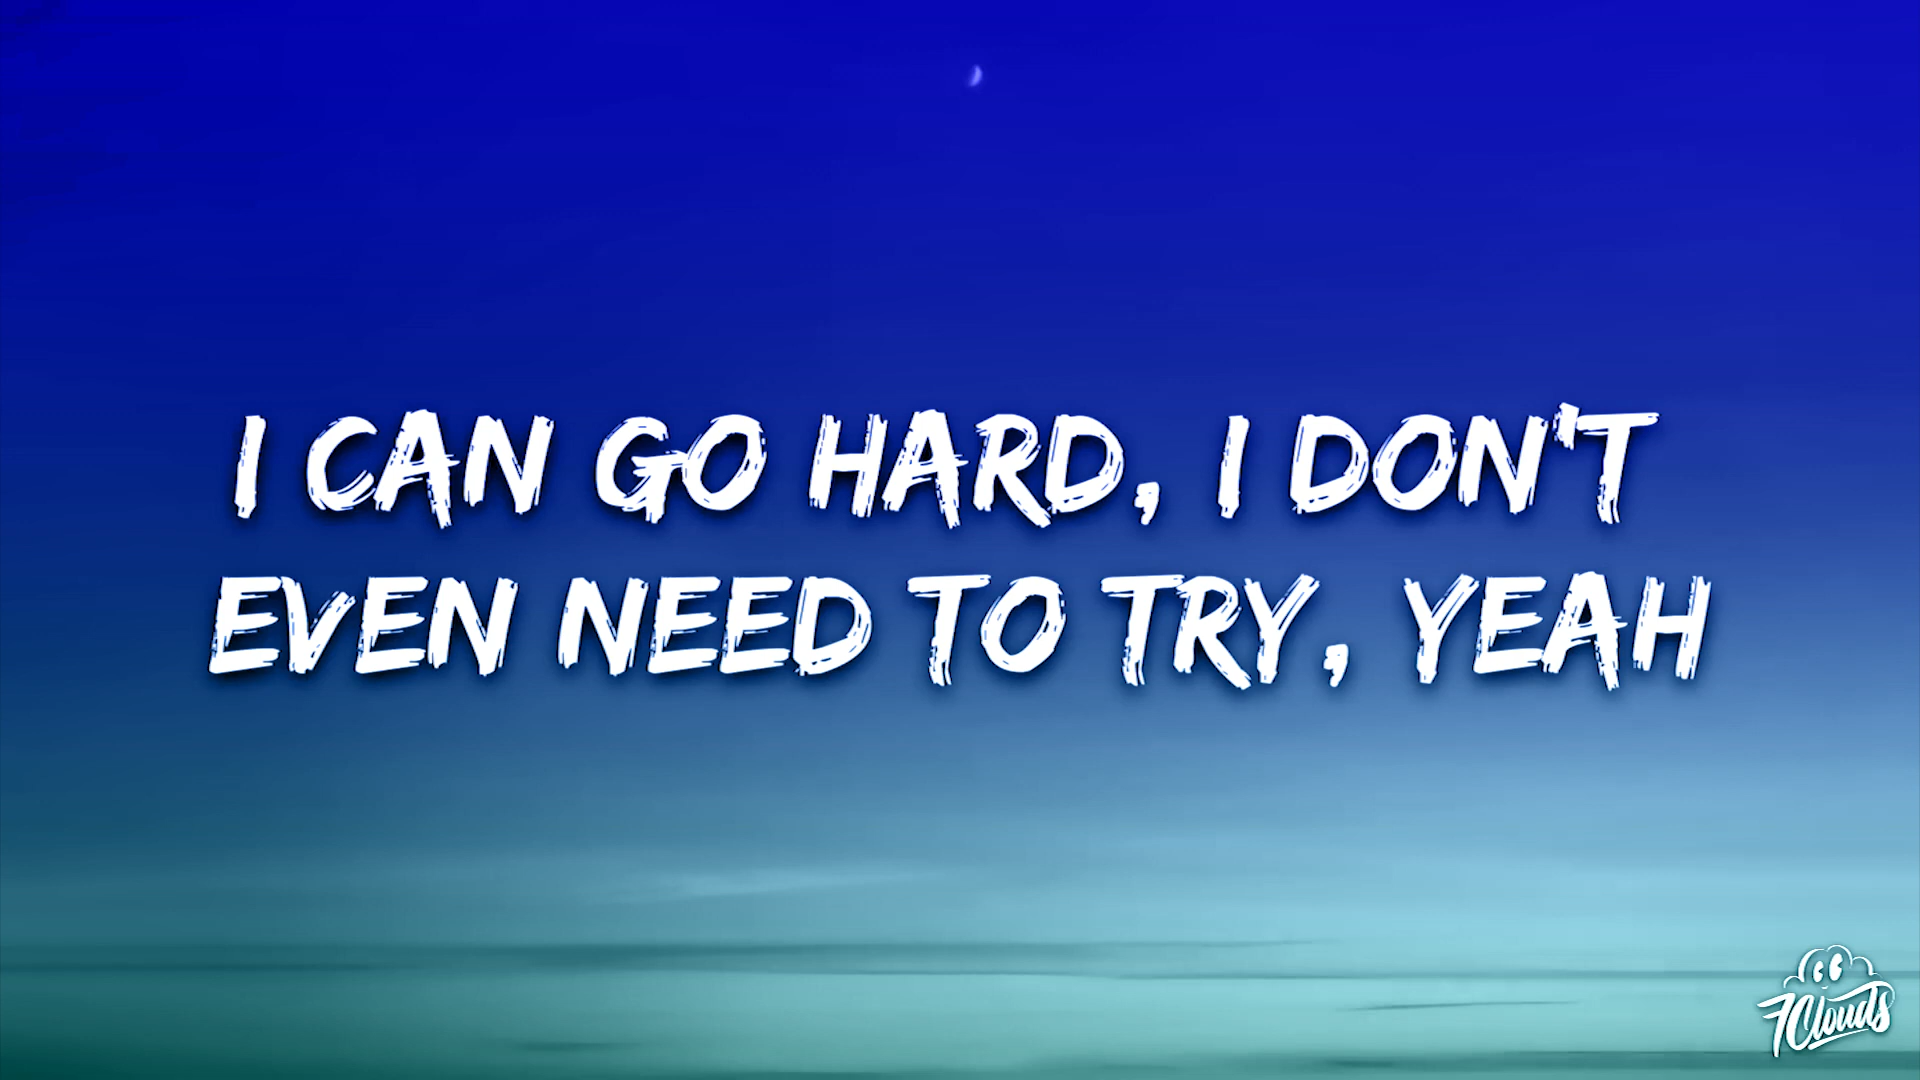 I CAN GO HARD, I DON'T
EVEN NEED TO TRY, YEAH
7Clouds